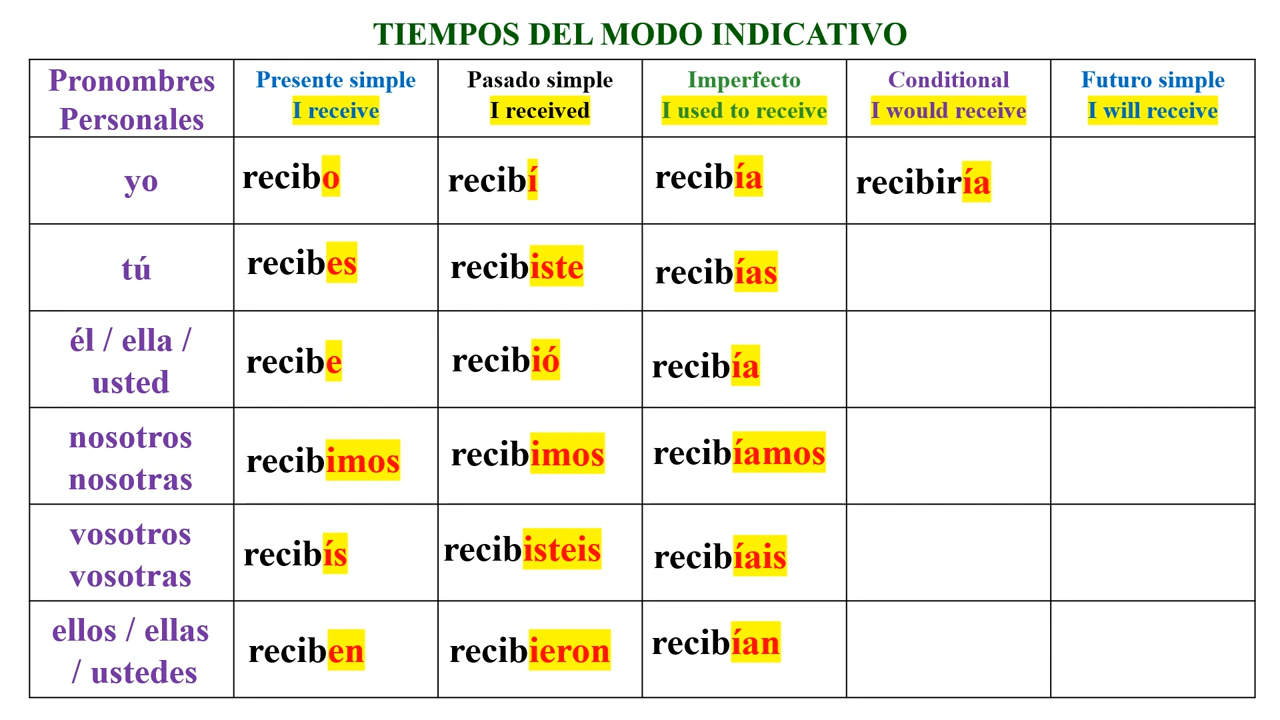 TIEMPOS DEL MODO INDICATIVO
Pronombres
Personales
Presente simple
I receive
Pasado simple
I received
Imperfecto
I used to receive
Conditional
I would receive
Futuro simple
I will receive
yo
recibo
recibí
recibía
recibiría
tú
recibes
recibiste
recibías
él / ella /
usted
recibe
recibió
recibía
nosotros
nosotras
recibimos
recibimos
recibíamos
vosotros
vosotras
recibís
recibisteis
recibíais
ellos / ellas
/ ustedes
reciben
recibieron
recibían